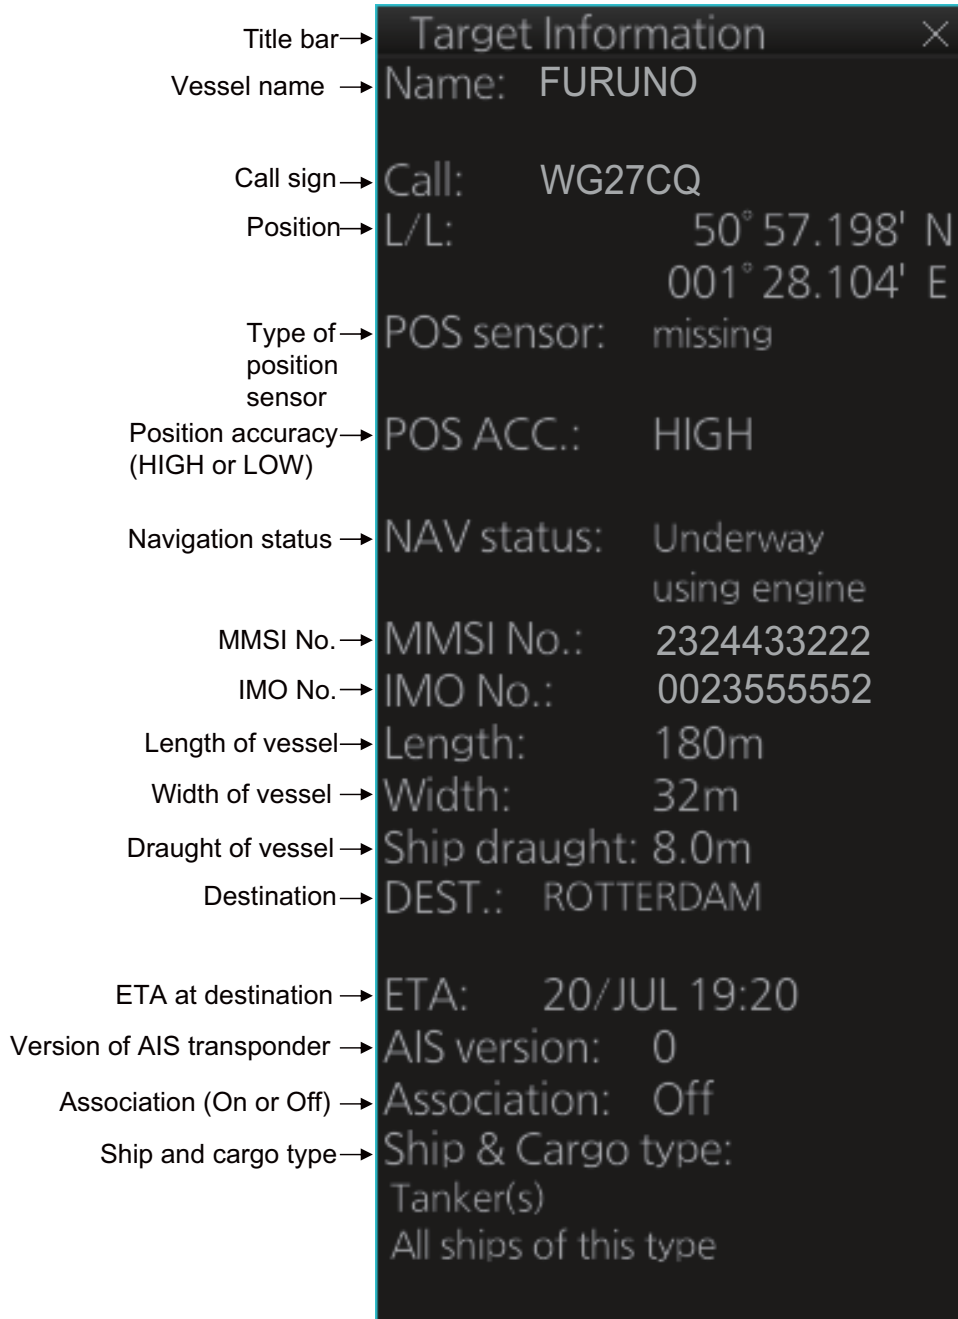 Title bar Target Information
Vessel name Name: FURUNO
Call sign Call: WG27CQ
Position L/L: 50° 57.198' N
001° 28.104' E
Type of POS sensor: missing
position
sensor
Position accuracy POS ACC.: HIGH
(HIGH or LOW)
Navigation status NAV status: Underway
using engine
MMSI No. MMSI No.: 2324433222
IMO No. IMO No.: 0023555552
Length of vessel Length: 180m
Width of vessel Width: 32m
Draught of vessel Ship draught: 8.0m
Destination DEST.: ROTTERDAM
ETA at destination ETA: 20/JUL 19:20
Version of AIS transponder AIS version: 0
Association (On or Off) Association: Off
Ship and cargo type Ship & Cargo type:
Tanker(s)
All ships of this type